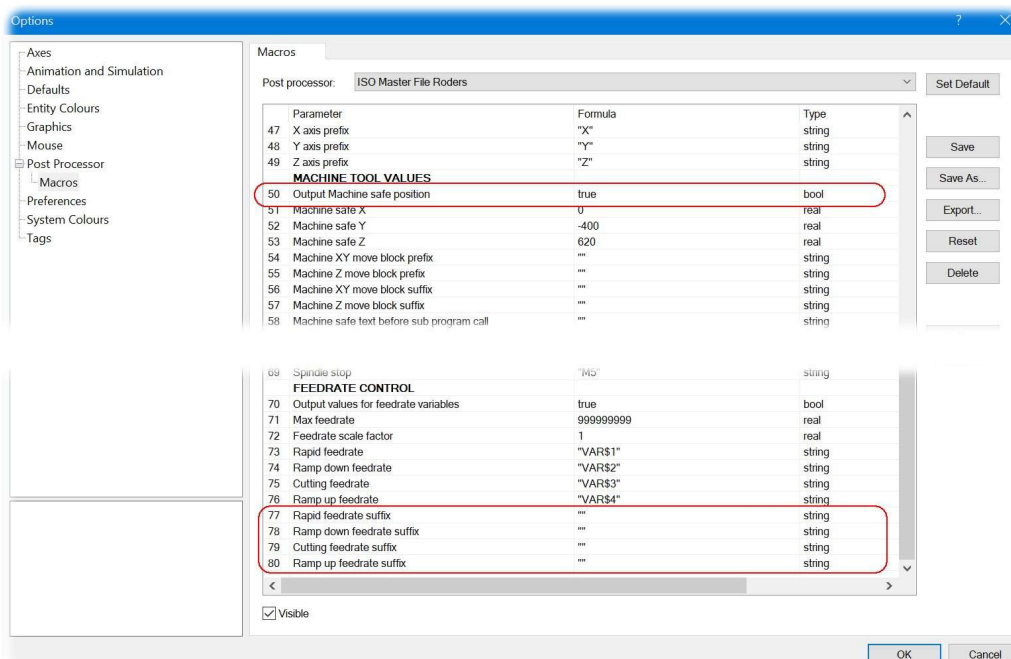 Options ?
Axes
Animation and Simulation
Defaults
Entity Colours
Graphics
Mouse
Post Processor
Macros
Preferences
System Colours
Tags
Macros
Post processor: ISO Master File Roders
Set Default
Save
Save As...
Export...
Reset
Delete
Parameter Formula Type
47 X axis prefix "X" string
48 Y axis prefix "Y" string
49 Z axis prefix "Z" string
MACHINE TOOL VALUES
50 Output Machine safe position true bool
51 Machine safe X 0 real
52 Machine safe Y -400 real
53 Machine safe Z 620 real
54 Machine XY move block prefix "" string
55 Machine Z move block prefix "" string
56 Machine XY move block suffix "" string
57 Machine Z move block suffix "" string
58 Machine safe text before sub program call "" string
69 Spindle stop "M5" string
FEEDRATE CONTROL
70 Output values for feedrate variables true bool
71 Max feedrate 999999999 real
72 Feedrate scale factor 1 real
73 Rapid feedrate "VAR$1" string
74 Ramp down feedrate "VAR$2" string
75 Cutting feedrate "VAR$3" string
76 Ramp up feedrate "VAR$4" string
77 Rapid feedrate suffix "" string
78 Ramp down feedrate suffix "" string
79 Cutting feedrate suffix "" string
80 Ramp up feedrate suffix "" string
Visible
OK
Cancel